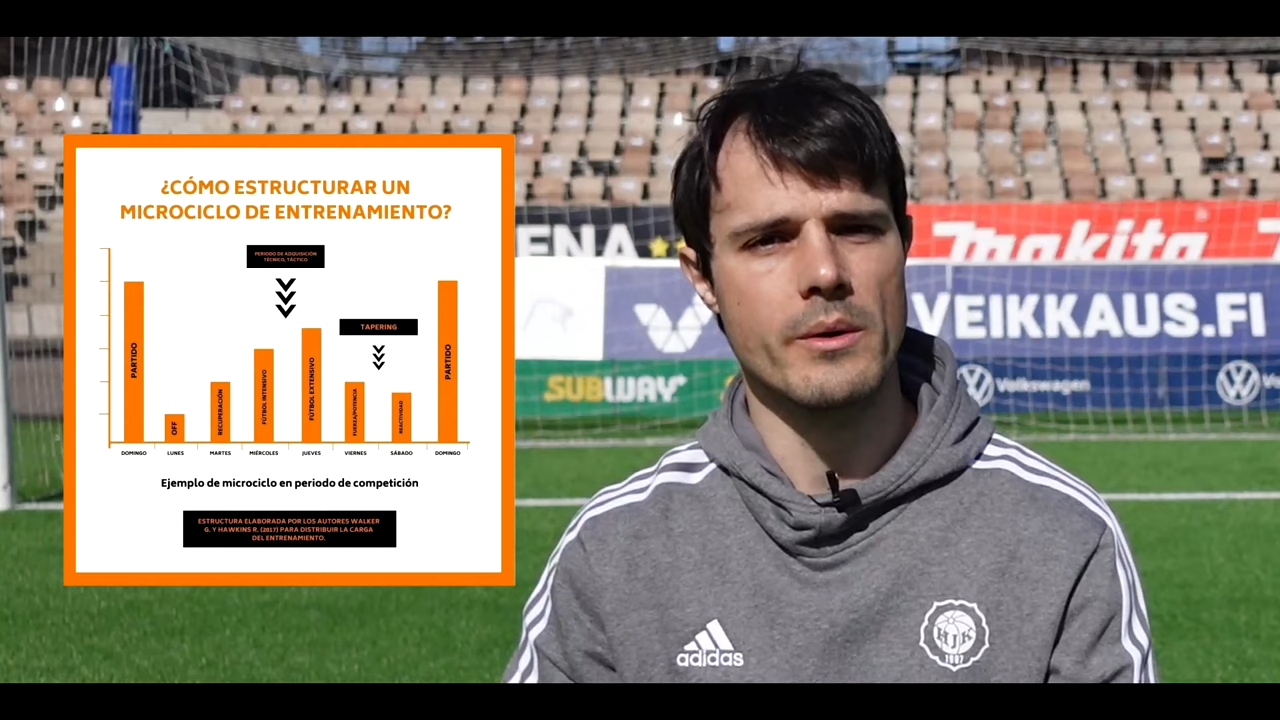 ¿CÓMO ESTRUCTURAR UN
MICROCICLO DE ENTRENAMIENTO?
PERIODO DE ADQUISICIÓN
TÉCNICO, TÁCTICO
TAPERING
PARTIDO
OFF
RECUPERACIÓN
FÚTBOL INTENSIVO
FÚTBOL EXTENSIVO
FUERZA/POTENCIA
REACTIVIDAD
PARTIDO
DOMINGO LUNES MARTES MIÉRCOLES JUEVES VIERNES SÁBADO DOMINGO
Ejemplo de microciclo en periodo de competición
ESTRUCTURA ELABORADA POR LOS AUTORES WALKER
G. Y HAWKINS R. (2017) PARA DISTRIBUIR LA CARGA
DEL ENTRENAMIENTO.
ENA
makita
VEIKKAUS.FI
SUBWAY
Volkswagen
adidas
HJK
1907